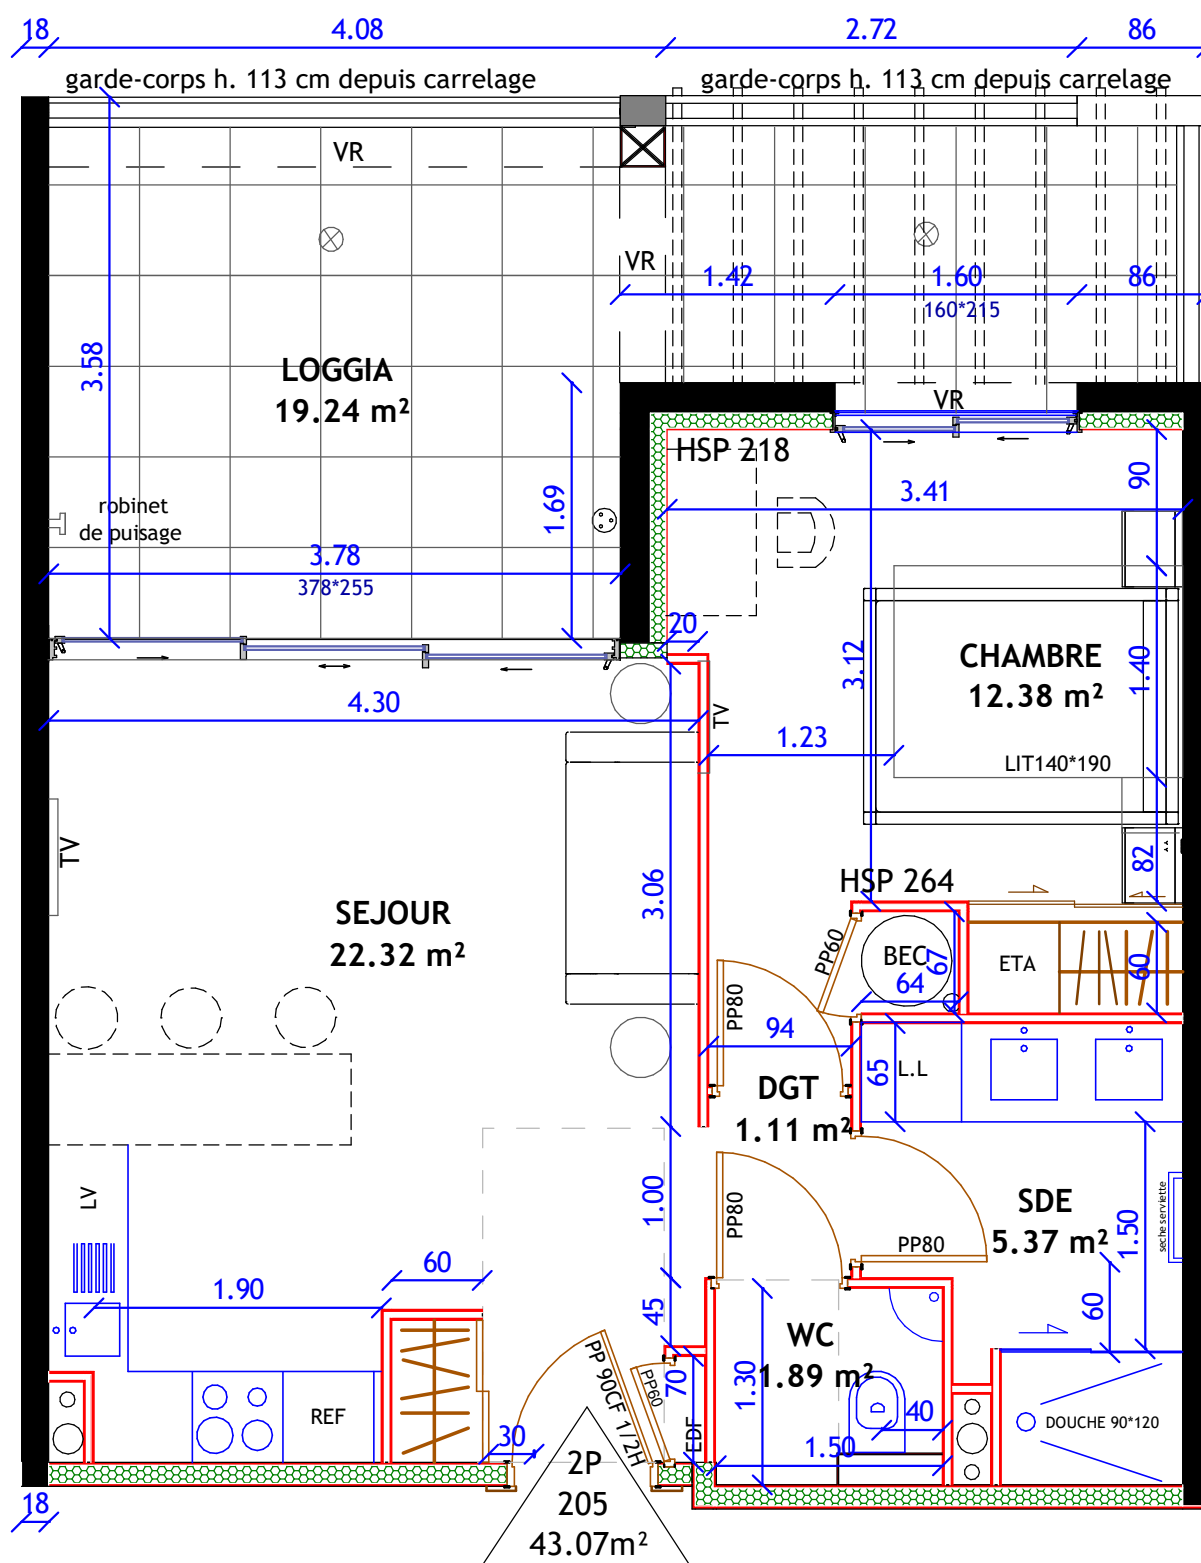 18
4.08
2.72
86
garde-corps h. 113 cm depuis carrelage
garde-corps h. 113 cm depuis carrelage
VR
VR
1.42
1.60
86
160*215
3.58
LOGGIA
19.24 m²
VR
HSP 218
90
3.41
robinet
de puisage
1.69
3.78
378*255
20
3.12
CHAMBRE
12.38 m²
1.40
4.30
TV
1.23
LIT140*190
TV
3.06
82
HSP 264
SEJOUR
22.32 m²
PP60
BEC
67
ETA
60
64
PP80
94
65
L.L
DGT
1.11 m²
LV
1.00
PP80
SDE
5.37 m²
1.50
seche serviette
PP80
60
1.90
45
60
WC
1.89 m²
1.30
PP 90CF 1/2H
PP60
70
REF
30
EDF
40
1.50
DOUCHE 90*120
2P
205
43.07m²
18